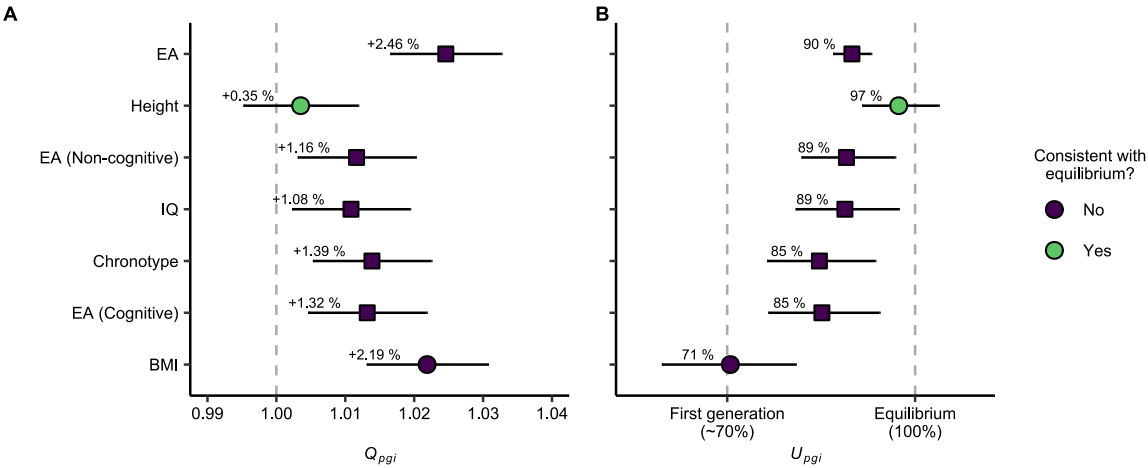 A
B
EA
+2.46 %
90 %
Height
+0.35 %
97 %
EA (Non-cognitive)
+1.16 %
89 %
IQ
+1.08 %
89 %
Chronotype
+1.39 %
85 %
EA (Cognitive)
+1.32 %
85 %
BMI
+2.19 %
71 %
Consistent with
equilibrium?
No
Yes
0.99 1.00 1.01 1.02 1.03 1.04
Q pgi
First generation
(~70%)
Equilibrium
(100%)
U pgi